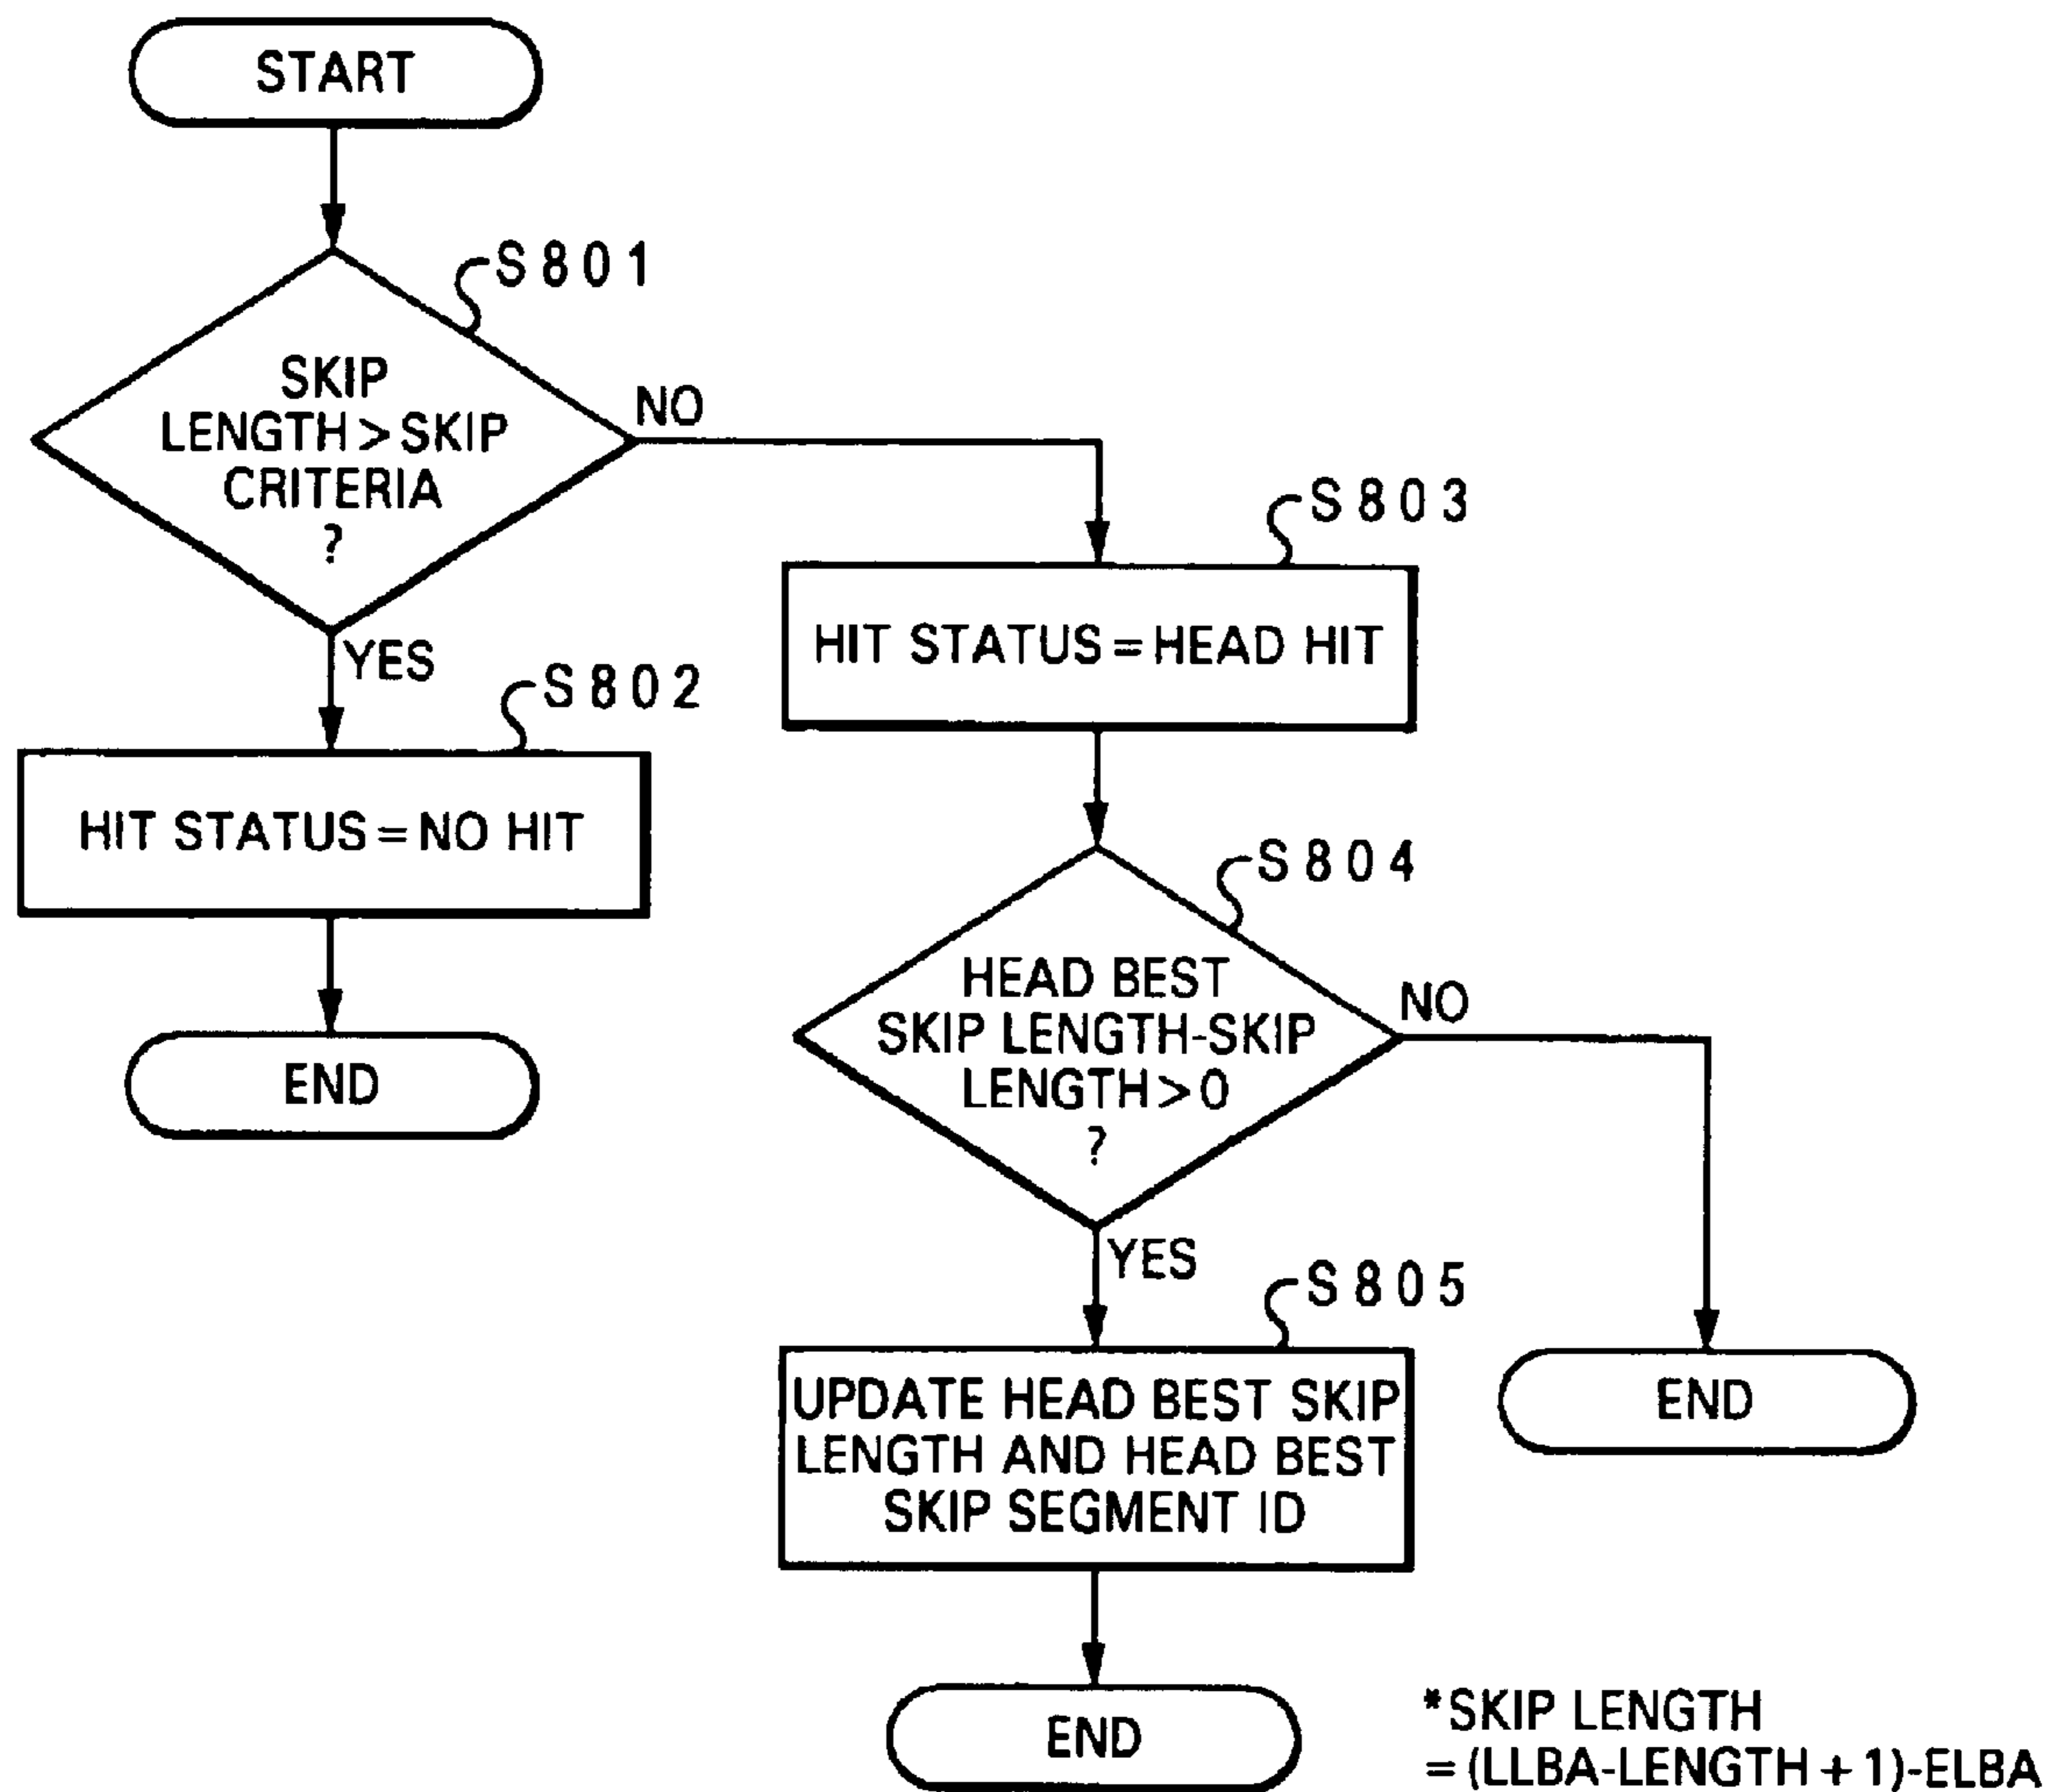 START
S801
SKIP
LENGTH>SKIP
CRITERIA
?
NO
YES
S802
HIT STATUS=NO HIT
END
S803
HIT STATUS=HEAD HIT
S804
HEAD BEST
SKIP LENGTH-SKIP
LENGTH>0
?
NO
YES
S805
UPDATE HEAD BEST SKIP
LENGTH AND HEAD BEST
SKIP SEGMENT ID
END
END
*SKIP LENGTH
=(LLBA-LENGTH+1)-ELBA